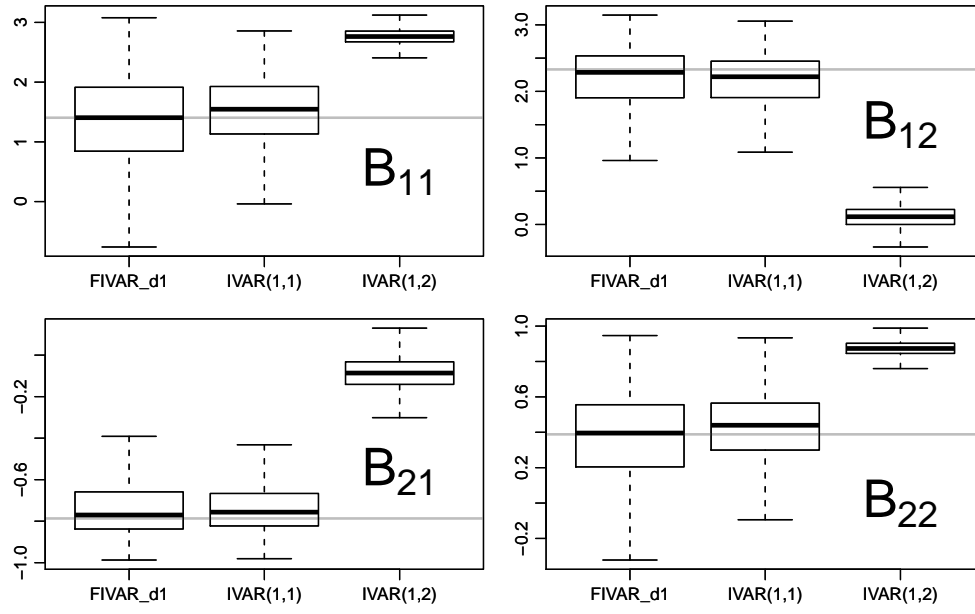 3
2
1
0
B11
FIVAR_d1 IVAR(1,1) IVAR(1,2)
3.0
2.0
1.0
0.0
B12
FIVAR_d1 IVAR(1,1) IVAR(1,2)
−0.2
−0.6
−1.0
B21
FIVAR_d1 IVAR(1,1) IVAR(1,2)
1.0
0.6
0.2
−0.2
B22
FIVAR_d1 IVAR(1,1) IVAR(1,2)